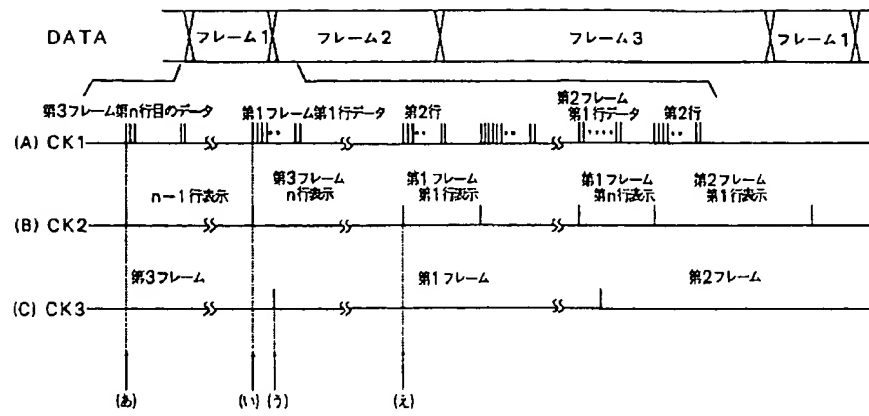 DATA フレーム1 フレーム2 フレーム3 フレーム1
第3フレーム第n行目のデータ 第1フレーム第1行データ 第2行 第2フレーム
第1行データ 第2行
(A) CK1
n-1行表示 第3フレーム
n行表示 第1フレーム
第1行表示 第1フレーム
第n行表示 第2フレーム
第1行表示
(B) CK2
第3フレーム 第1フレーム 第2フレーム
(C) CK3
(あ) (い) (う) (え)